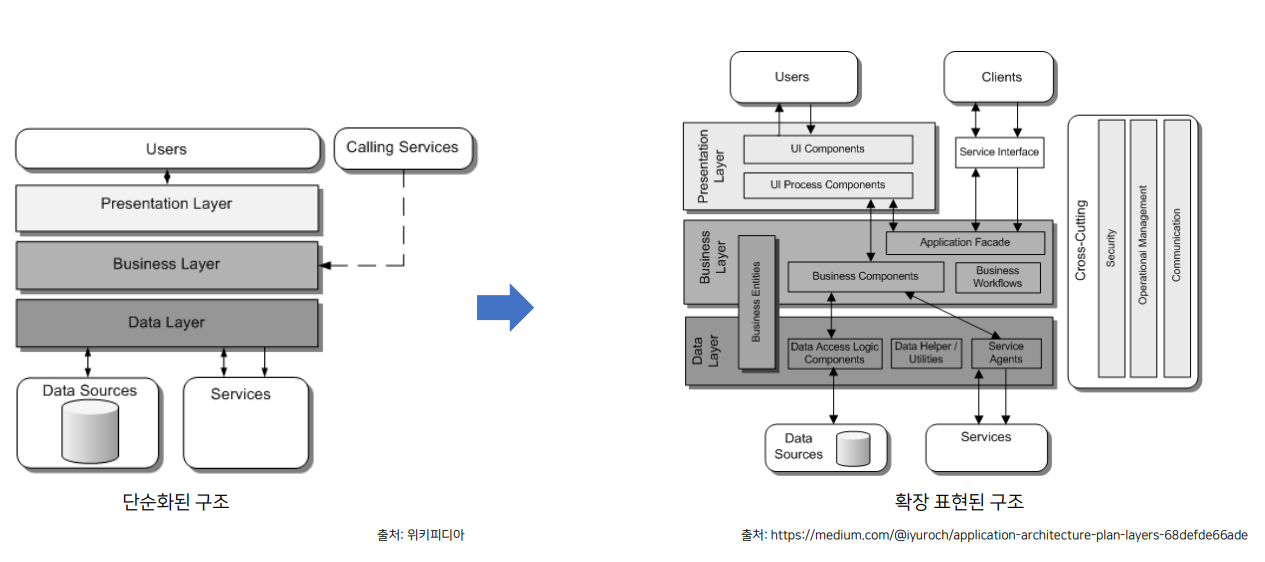 Users
Calling Services
Presentation Layer
Business Layer
Data Layer
Data Sources
Services
단순화된 구조
출처: 위키피디아
Users
Clients
Presentation
Layer
UI Components
UI Process Components
Service Interface
Business
Layer
Business Entities
Application Facade
Business Components
Business
Workflows
Data
Layer
Data Access Logic
Components
Data Helper /
Utilities
Service
Agents
Data
Sources
Services
Cross-Cutting
Security
Operational Management
Communication
확장 표현된 구조
출처: https://medium.com/@iyuroch/application-architecture-plan-layers-68defde66ade